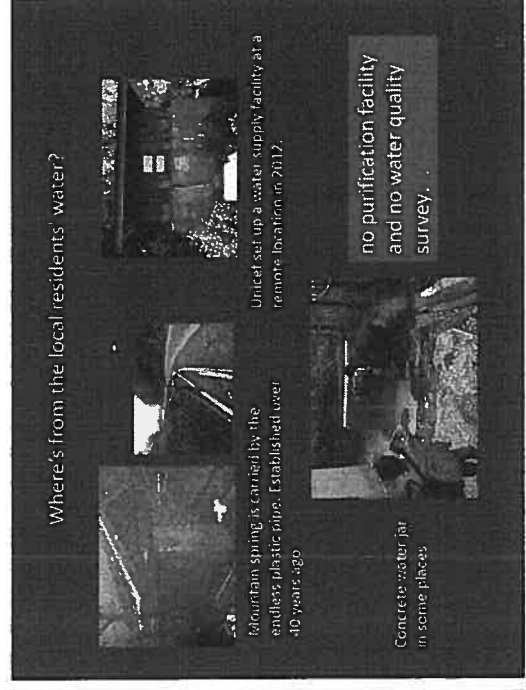 Where's from the local residents' water?
Mountain spring is carried by the
endless plastic pipe. Established over
40 years ago
Unicef set up a water supply facility at a
remote location in 2012.
Concrete water jar
in some places
no purification facility
and no water quality
survey. . .